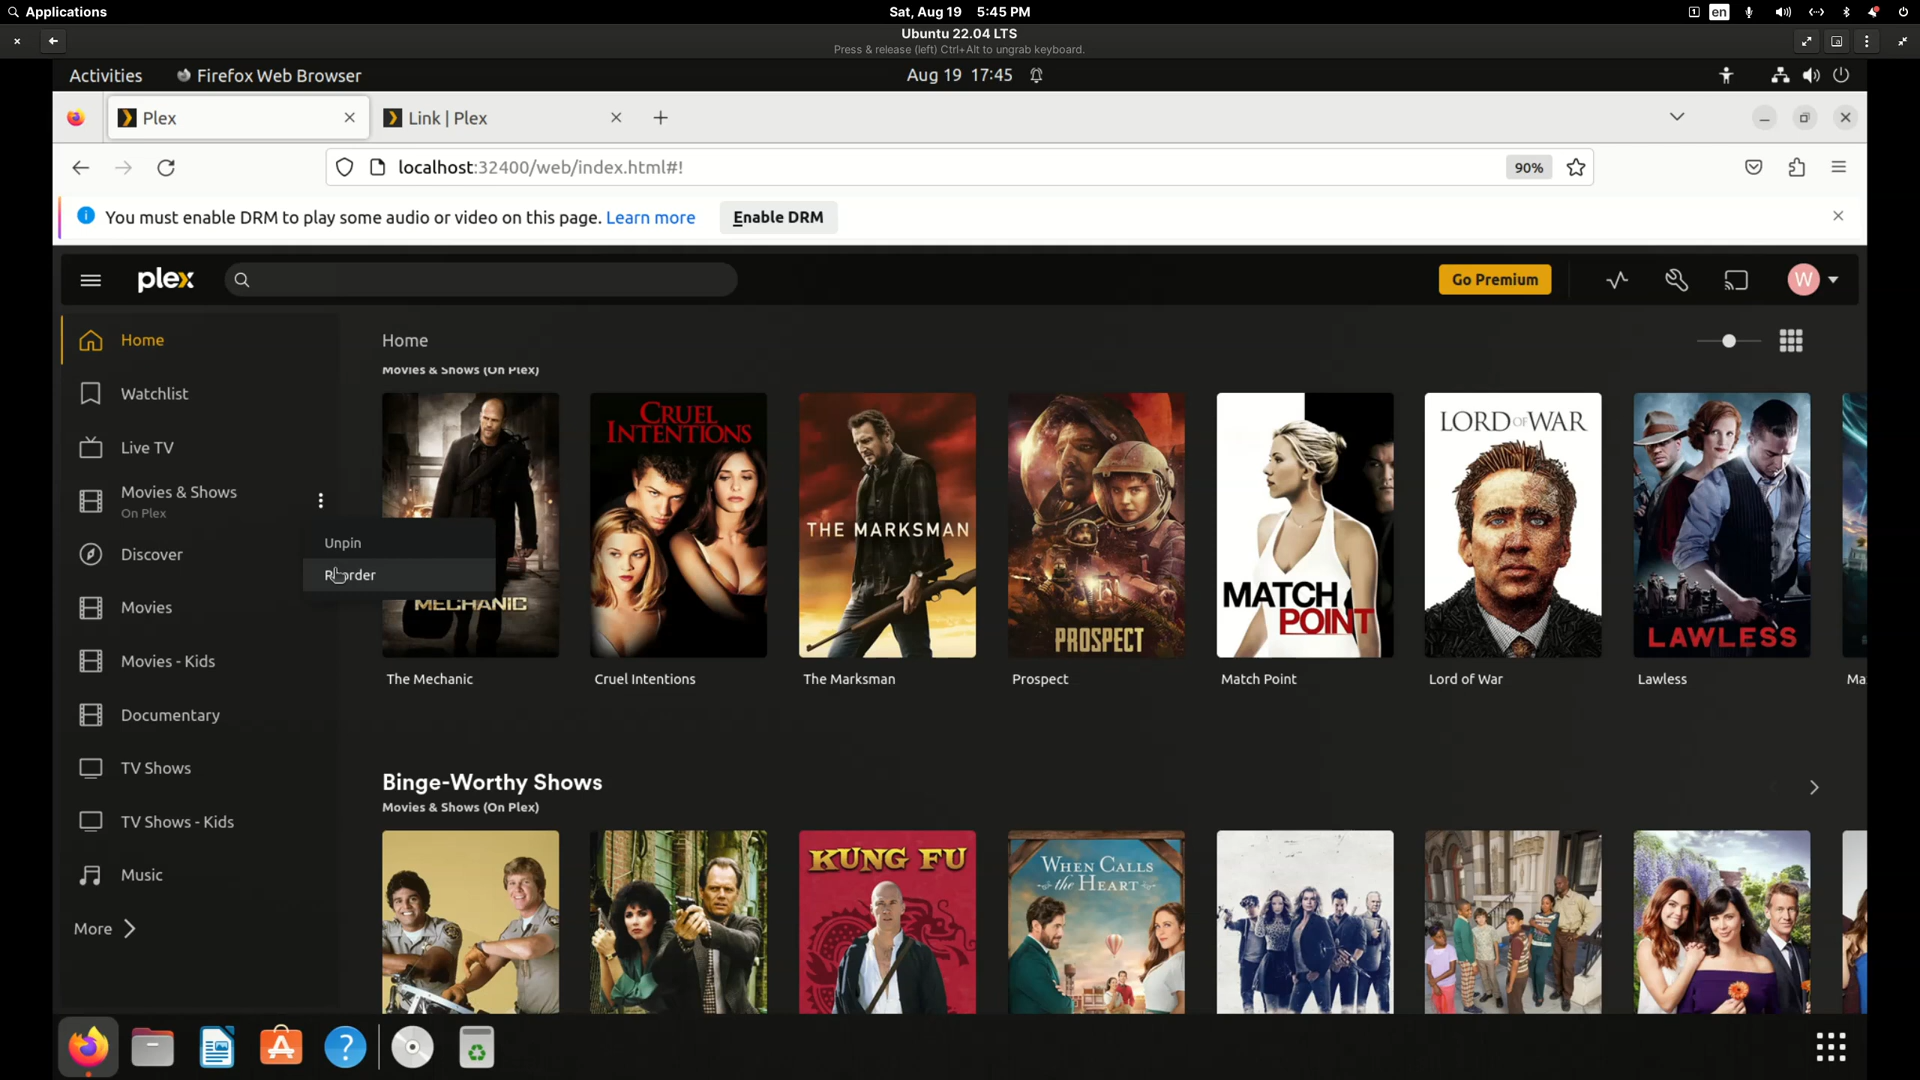 Applications
Sat, Aug 19 5:45 PM
1
en
Ubuntu 22.04 LTS
Press & release (left) Ctrl+Alt to ungrab keyboard.
Activities
Firefox Web Browser
Aug 19 17:45
Plex
Link | Plex
localhost:32400/web/index.html#!
90%
You must enable DRM to play some audio or video on this page. Learn more
Enable DRM
plex
Go Premium
W
Home
Watchlist
Live TV
Movies & Shows
On Plex
Discover
Movies
Movies - Kids
Documentary
TV Shows
TV Shows - Kids
Music
More
Unpin
Home
Movies & Shows (On Plex)
MECHANIC
CRUEL
INTENTIONS
THE MARKSMAN
PROSPECT
MATCH
POINT
LORD OF WAR
LAWLESS
The Mechanic
Cruel Intentions
The Marksman
Prospect
Match Point
Lord of War
Lawless
Ma
Binge-Worthy Shows
Movies & Shows (On Plex)
KUNG FU
WHEN CALLS
the HEART